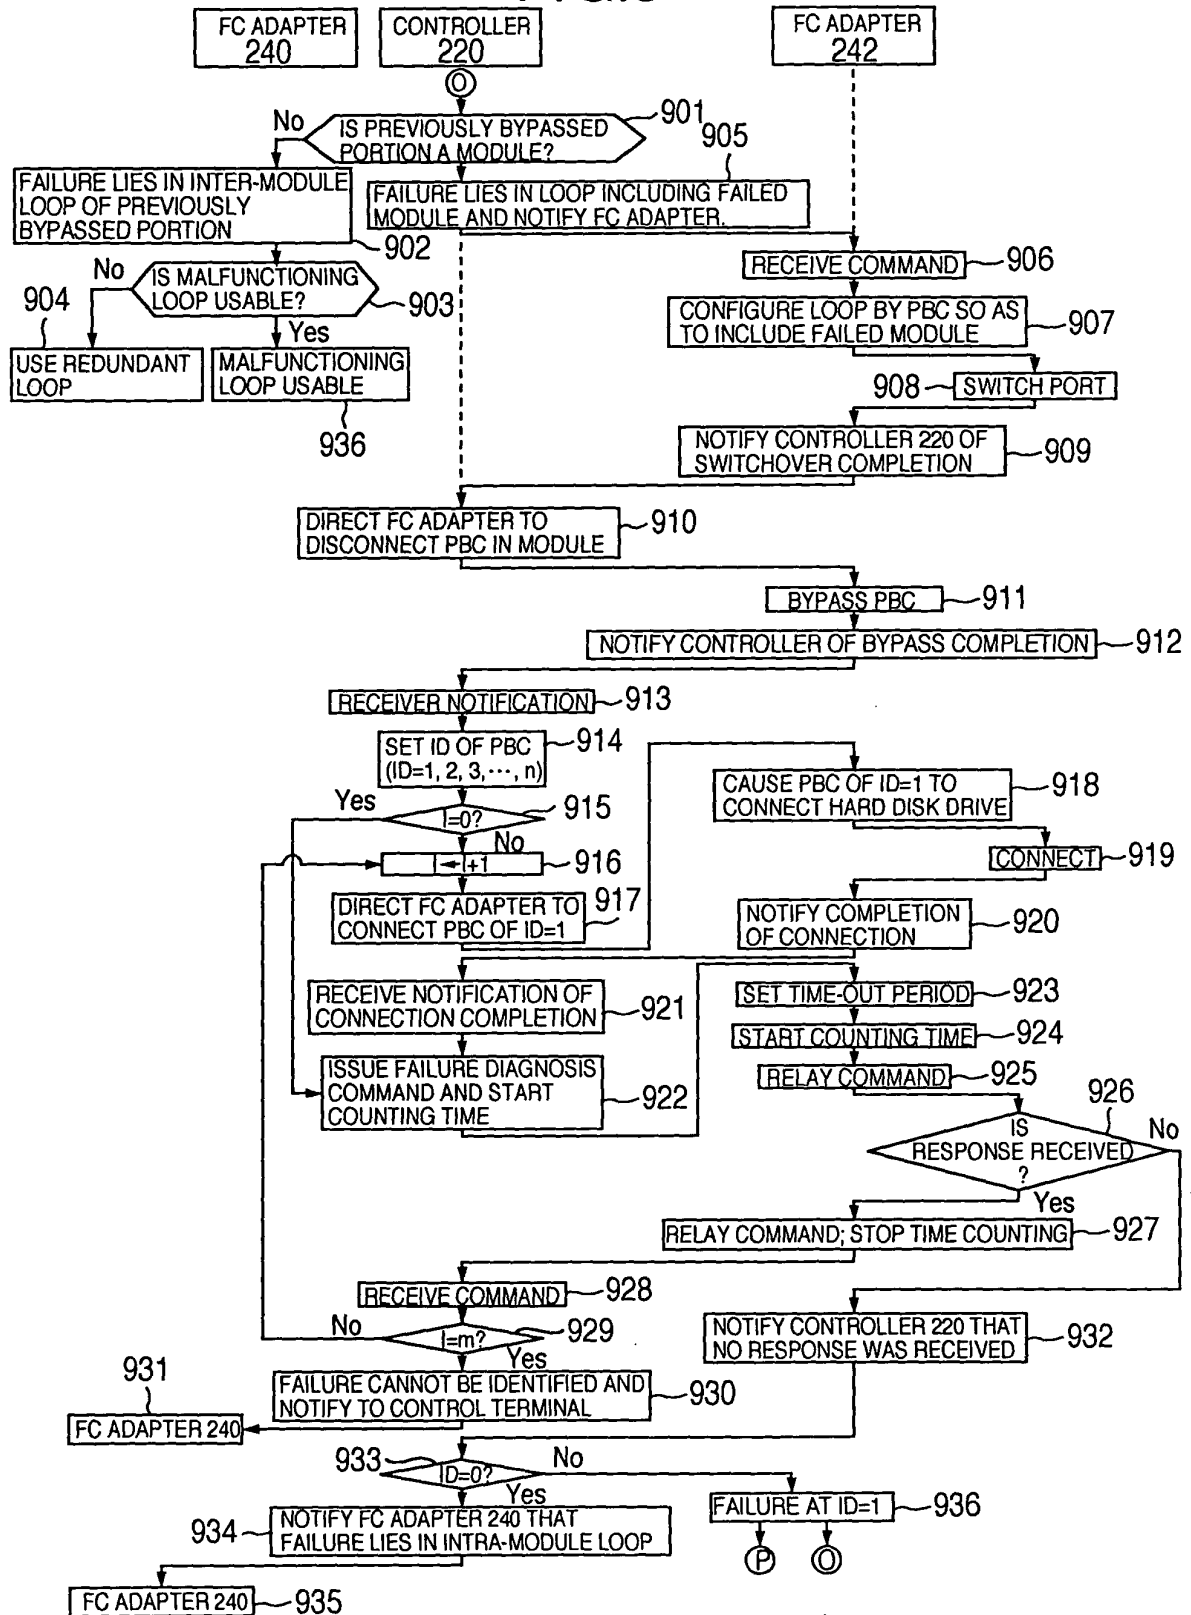 FC ADAPTER
240
CONTROLLER
220
FC ADAPTER
242
O
901
No
IS PREVIOUSLY BYPASSED
PORTION A MODULE?
905
FAILURE LIES IN INTER-MODULE
LOOP OF PREVIOUSLY
BYPASSED PORTION
902
FAILURE LIES IN LOOP INCLUDING FAILED
MODULE AND NOTIFY FC ADAPTER.
RECEIVE COMMAND
906
No
IS MALFUNCTIONING
LOOP USABLE?
903
904
Yes
CONFIGURE LOOP BY PBC SO AS
TO INCLUDE FAILED MODULE
907
USE REDUNDANT
LOOP
MALFUNCTIONING
LOOP USABLE
936
908
SWITCH PORT
NOTIFY CONTROLLER 220 OF
SWITCHOVER COMPLETION
909
DIRECT FC ADAPTER TO
DISCONNECT PBC IN MODULE
910
BYPASS PBC
911
NOTIFY CONTROLLER OF BYPASS COMPLETION
912
RECEIVER NOTIFICATION
913
SET ID OF PBC
(ID=1, 2, 3,···, n)
914
CAUSE PBC OF ID=1 TO
CONNECT HARD DISK DRIVE
918
Yes
I=0?
915
No
I←I+1
916
CONNECT
919
DIRECT FC ADAPTER TO
CONNECT PBC OF ID=1
917
NOTIFY COMPLETION
OF CONNECTION
920
RECEIVE NOTIFICATION OF
CONNECTION COMPLETION
921
SET TIME-OUT PERIOD
923
START COUNTING TIME
924
ISSUE FAILURE DIAGNOSIS
COMMAND AND START
COUNTING TIME
922
RELAY COMMAND
925
926
IS
RESPONSE RECEIVED
?
No
Yes
RELAY COMMAND; STOP TIME COUNTING
927
RECEIVE COMMAND
928
No
I=m?
929
Yes
NOTIFY CONTROLLER 220 THAT
NO RESPONSE WAS RECEIVED
932
931
FAILURE CANNOT BE IDENTIFIED AND
NOTIFY TO CONTROL TERMINAL
930
FC ADAPTER 240
933
ID=0?
No
Yes
FAILURE AT ID=1
936
934
NOTIFY FC ADAPTER 240 THAT
FAILURE LIES IN INTRA-MODULE LOOP
P
O
FC ADAPTER 240
935